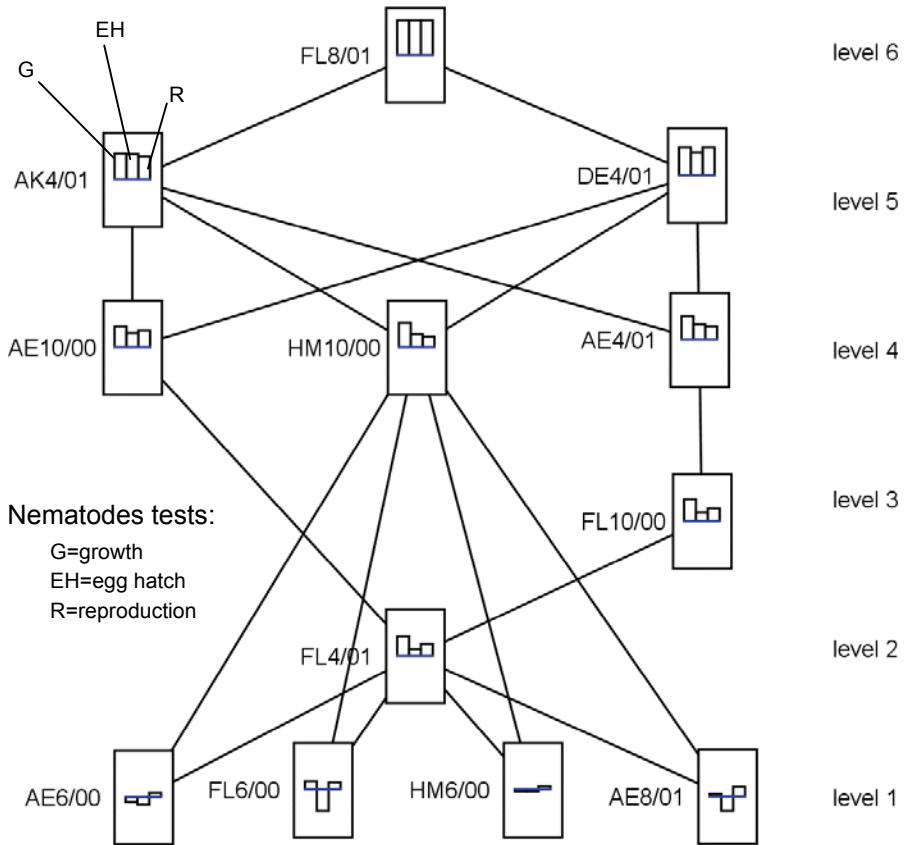 EH
FL8/01
level 6
G
R
AK4/01
DE4/01
level 5
AE10/00
HM10/00
AE4/01
level 4
Nematodes tests:
G=growth
EH=egg hatch
R=reproduction
FL10/00
level 3
FL4/01
level 2
AE6/00
FL6/00
HM6/00
AE8/01
level 1